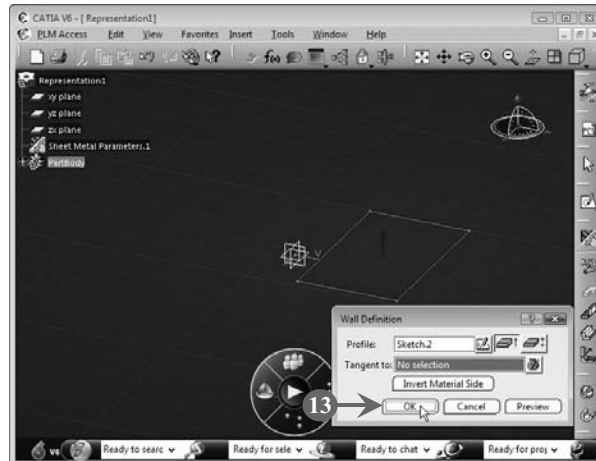 CATIA V6 - [ Representation1]
PLM Access Edit View Favorites Insert Tools Window Help
Representation1
xy plane
yz plane
zx plane
Sheet Metal Parameters.1
PartBody
Wall Definition
Profile: Sketch.2
Tangent to: No selection
Invert Material Side
13
OK Cancel Preview
V6
Ready to searc
Ready for sele
Ready to chat
Ready for proj